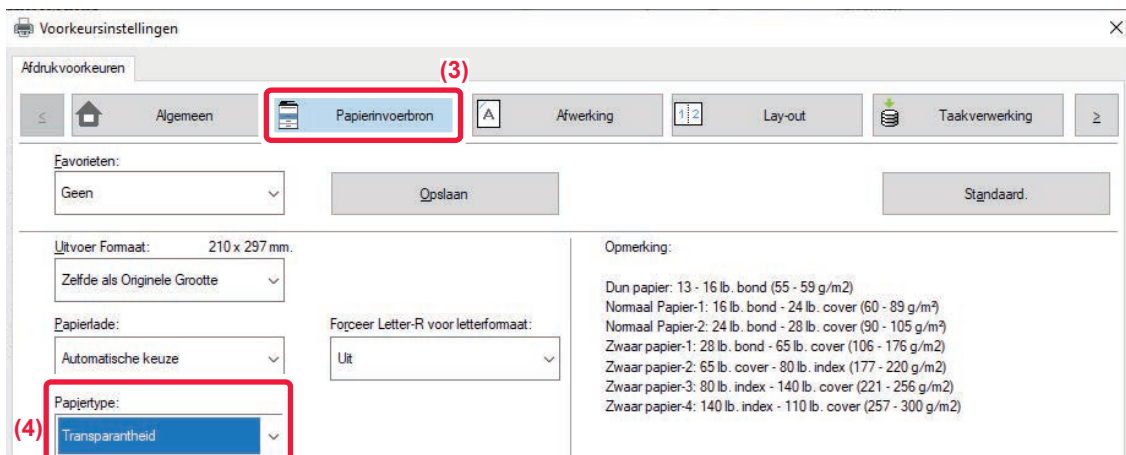 Voorkeursinstellingen
Afdrukvoorkeuren
(3)
≤ Algemeen Papierinvoerbron Afwerking Lay-out Taakverwerking ≥
Favorieten:
Geen Opslaan Standaard.
Uitvoer Formaat: 210 x 297 mm.
Zelfde als Originele Grootte
Papierlade: Forceer Letter-R voor letterformaat:
Automatische keuze Uit
(4)
Papiertype:
Transparantheid
Opmerking:
Dun papier: 13 - 16 lb. bond (55 - 59 g/m2)
Normaal Papier-1: 16 lb. bond - 24 lb. cover (60 - 89 g/m²)
Normaal Papier-2: 24 lb. bond - 28 lb. cover (90 - 105 g/m²)
Zwaar papier-1: 28 lb. bond - 65 lb. cover (106 - 176 g/m2)
Zwaar papier-2: 65 lb. cover - 80 lb. index (177 - 220 g/m2)
Zwaar papier-3: 80 lb. index - 140 lb. cover (221 - 256 g/m2)
Zwaar papier-4: 140 lb. index - 110 lb. cover (257 - 300 g/m2)